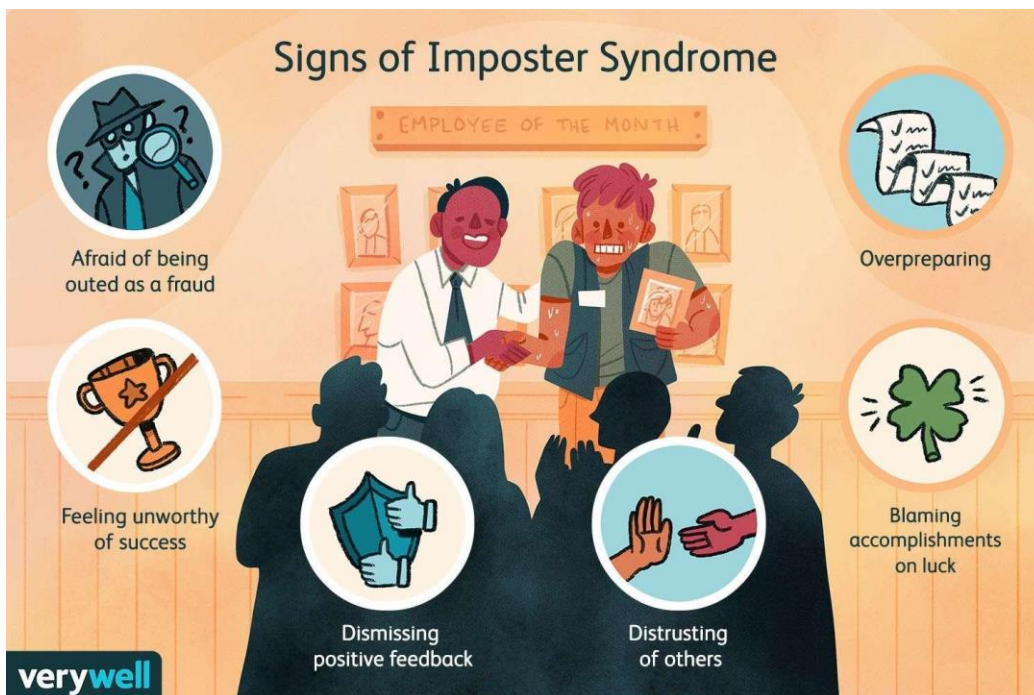 Signs of Imposter Syndrome
EMPLOYEE OF THE MONTH
Afraid of being
outed as a fraud
Overpreparing
Feeling unworthy
of success
Blaming
accomplishments
on luck
Dismissing
positive feedback
Distrusting
of others
verywell